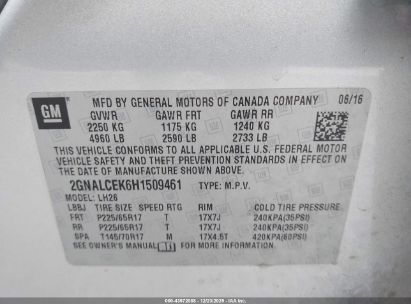 GM
MFD BY GENERAL MOTORS OF CANADA COMPANY 06/16
GVWR GAWR FRT GAWR RR
2250 KG 1175 KG 1240 KG
4960 LB 2590 LB 2733 LB
THIS VEHICLE CONFORMS TO ALL APPLICABLE U.S. FEDERAL MOTOR
VEHICLE SAFETY AND THEFT PREVENTION STANDARDS IN EFFECT
ON THE DATE OF MANUFACTURE SHOWN ABOVE.
2GNALCEK6H1509461 TYPE: M.P.V.
MODEL: LH26
LBBJ TIRE SIZE SPEED RTG RIM COLD TIRE PRESSURE
FRT P225/65R17 T 17X7J 240KPA(35PSI)
RR P225/65R17 T 17X7J 240KPA(35PSI)
SPA T145/70R17 M 17X4.5T 420KPA(60PSI)
SEE OWNER'S MANUAL FOR MORE INFORMATION.